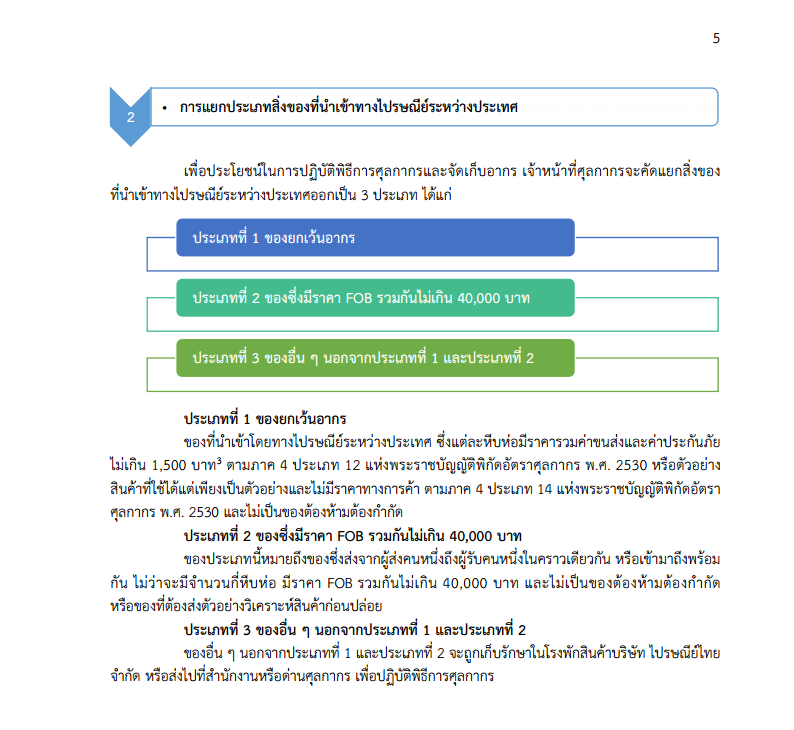 5
2
• การแยกประเภทสิ่งของที่นำเข้าทางไปรษณีย์ระหว่างประเทศ
เพื่อประโยชน์ในการปฏิบัติพิธีการศุลกากรและจัดเก็บอากร เจ้าหน้าที่ศุลกากรจะคัดแยกสิ่งของ
ที่นำเข้าทางไปรษณีย์ระหว่างประเทศออกเป็น 3 ประเภท ได้แก่
ประเภทที่ 1 ของยกเว้นอากร
ประเภทที่ 2 ของซึ่งมีราคา FOB รวมกันไม่เกิน 40,000 บาท
ประเภทที่ 3 ของอื่น ๆ นอกจากประเภทที่ 1 และประเภทที่ 2
ประเภทที่ 1 ของยกเว้นอากร
ของที่นำเข้าโดยทางไปรษณีย์ระหว่างประเทศ ซึ่งแต่ละหีบห่อมีราคารวมค่าขนส่งและค่าประกันภัย
ไม่เกิน 1,500 บาท³ ตามภาค 4 ประเภท 12 แห่งพระราชบัญญัติพิกัดอัตราศุลกากร พ.ศ. 2530 หรือตัวอย่าง
สินค้าที่ใช้ได้แต่เพียงเป็นตัวอย่างและไม่มีราคาทางการค้า ตามภาค 4 ประเภท 14 แห่งพระราชบัญญัติพิกัดอัตรา
ศุลกากร พ.ศ. 2530 และไม่เป็นของต้องห้ามต้องกำกัด
ประเภทที่ 2 ของซึ่งมีราคา FOB รวมกันไม่เกิน 40,000 บาท
ของประเภทนี้หมายถึงของซึ่งส่งจากผู้ส่งคนหนึ่งถึงผู้รับคนหนึ่งในคราวเดียวกัน หรือเข้ามาถึงพร้อม
กัน ไม่ว่าจะมีจำนวนกี่หีบห่อ มีราคา FOB รวมกันไม่เกิน 40,000 บาท และไม่เป็นของต้องห้ามต้องกำกัด
หรือของที่ต้องส่งตัวอย่างวิเคราะห์สินค้าก่อนปล่อย
ประเภทที่ 3 ของอื่น ๆ นอกจากประเภทที่ 1 และประเภทที่ 2
ของอื่น ๆ นอกจากประเภทที่ 1 และประเภทที่ 2 จะถูกเก็บรักษาในโรงพักสินค้าบริษัท ไปรษณีย์ไทย
จำกัด หรือส่งไปที่สำนักงานหรือด่านศุลกากร เพื่อปฏิบัติพิธีการศุลกากร